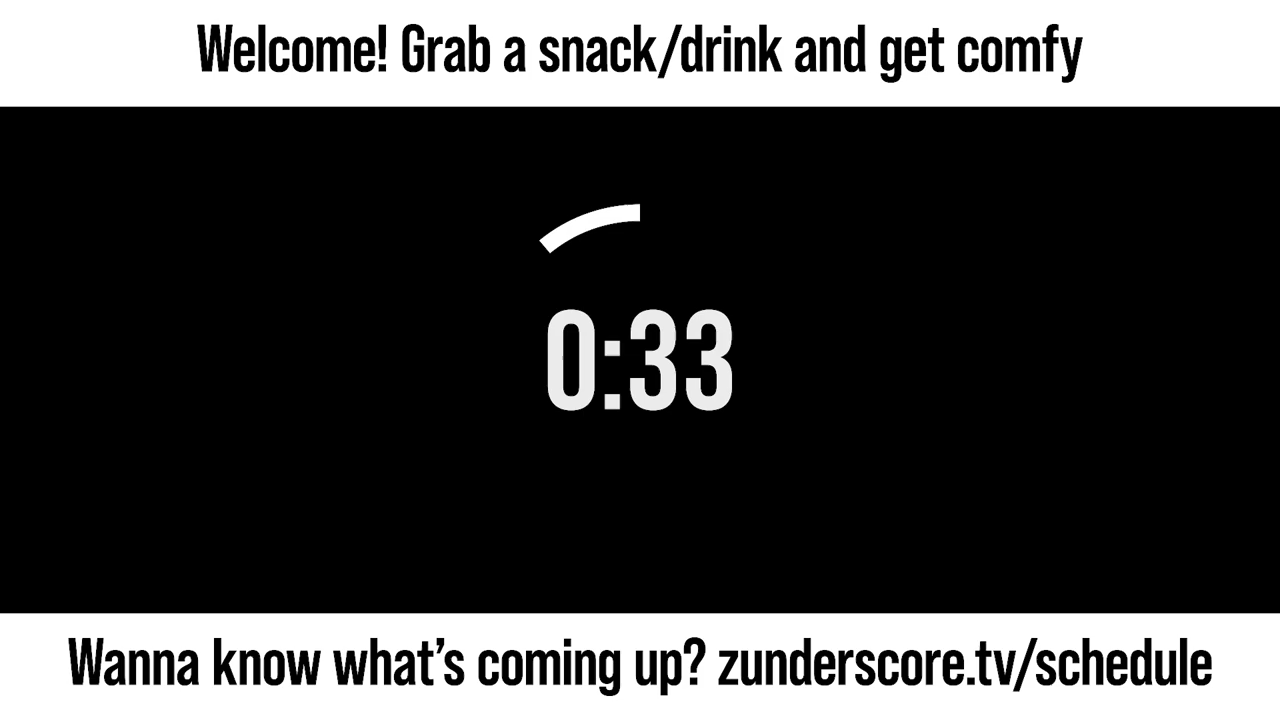 Welcome! Grab a snack/drink and get comfy
0:33
Wanna know what’s coming up? zunderscore.tv/schedule